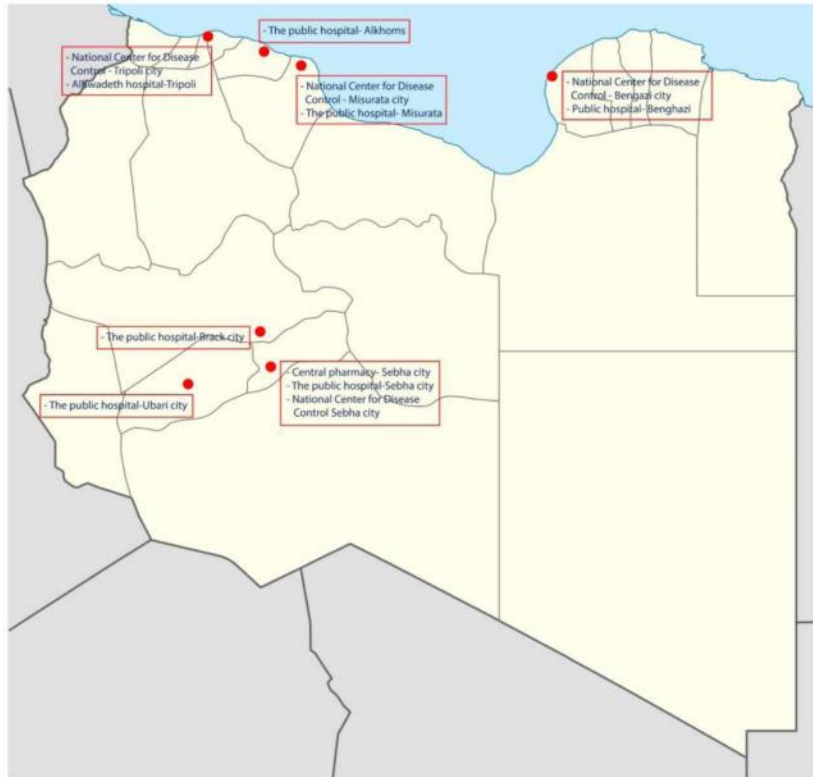 - The public hospital- Alkhoms
- National Center for Disease
Control - Tripoli city
- Alhwadeth hospital-Tripoli
- National Center for Disease
Control - Misurata city
- The public hospital- Misurata
- National Center for Disease
Control - Bengazi city
- Public hospital- Benghazi
- The public hospital-Brack city
- Central pharmacy- Sebha city
- The public hospital-Sebha city
- National Center for Disease
Control Sebha city
- The public hospital-Ubari city